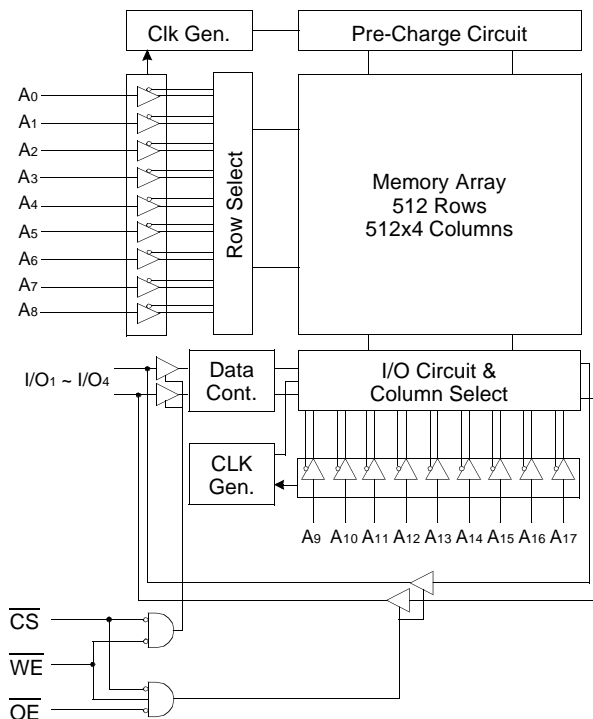 Clk Gen.
Pre-Charge Circuit
A0
A1
A2
A3
A4
A5
A6
A7
A8
Row Select
Memory Array
512 Rows
512x4 Columns
I/O1 ~ I/O4
Data
Cont.
I/O Circuit &
Column Select
CLK
Gen.
A9 A10 A11 A12 A13 A14 A15 A16 A17
CS
WE
OE